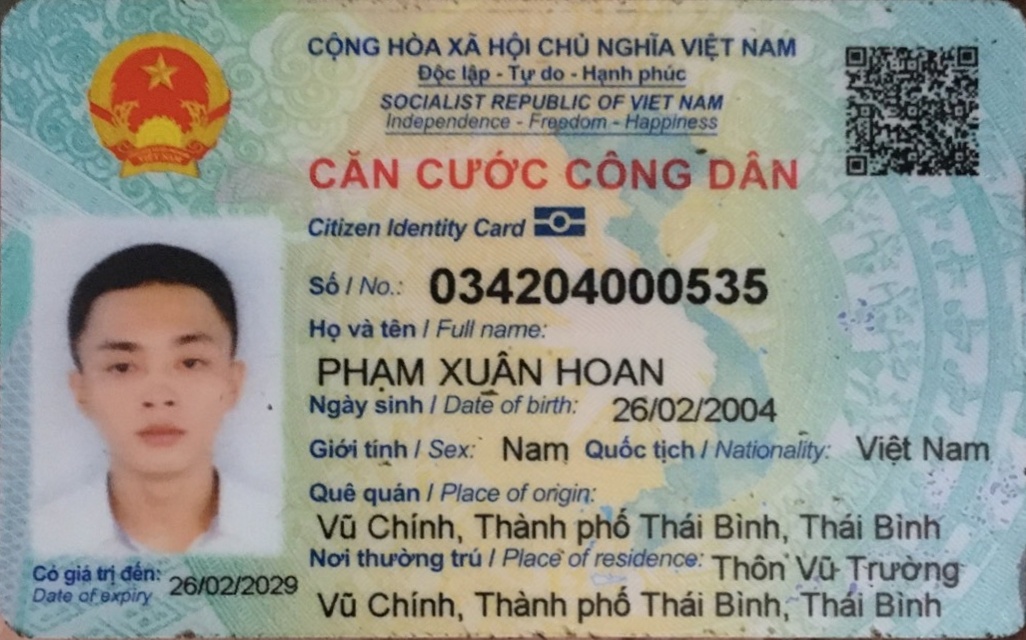 CỘNG HÒA XÃ HỘI CHỦ NGHĨA VIỆT NAM
Độc lập - Tự do - Hạnh phúc
SOCIALIST REPUBLIC OF VIET NAM
Independence - Freedom - Happiness
CĂN CƯỚC CÔNG DÂN
Citizen Identity Card
Số / No.: 034204000535
Họ và tên / Full name:
PHẠM XUÂN HOAN
Ngày sinh / Date of birth: 26/02/2004
Giới tính / Sex: Nam Quốc tịch / Nationality: Việt Nam
Quê quán / Place of origin:
Vũ Chính, Thành phố Thái Bình, Thái Bình
Nơi thường trú / Place of residence: Thôn Vũ Trường
Vũ Chính, Thành phố Thái Bình, Thái Bình
Có giá trị đến: 26/02/2029
Date of expiry